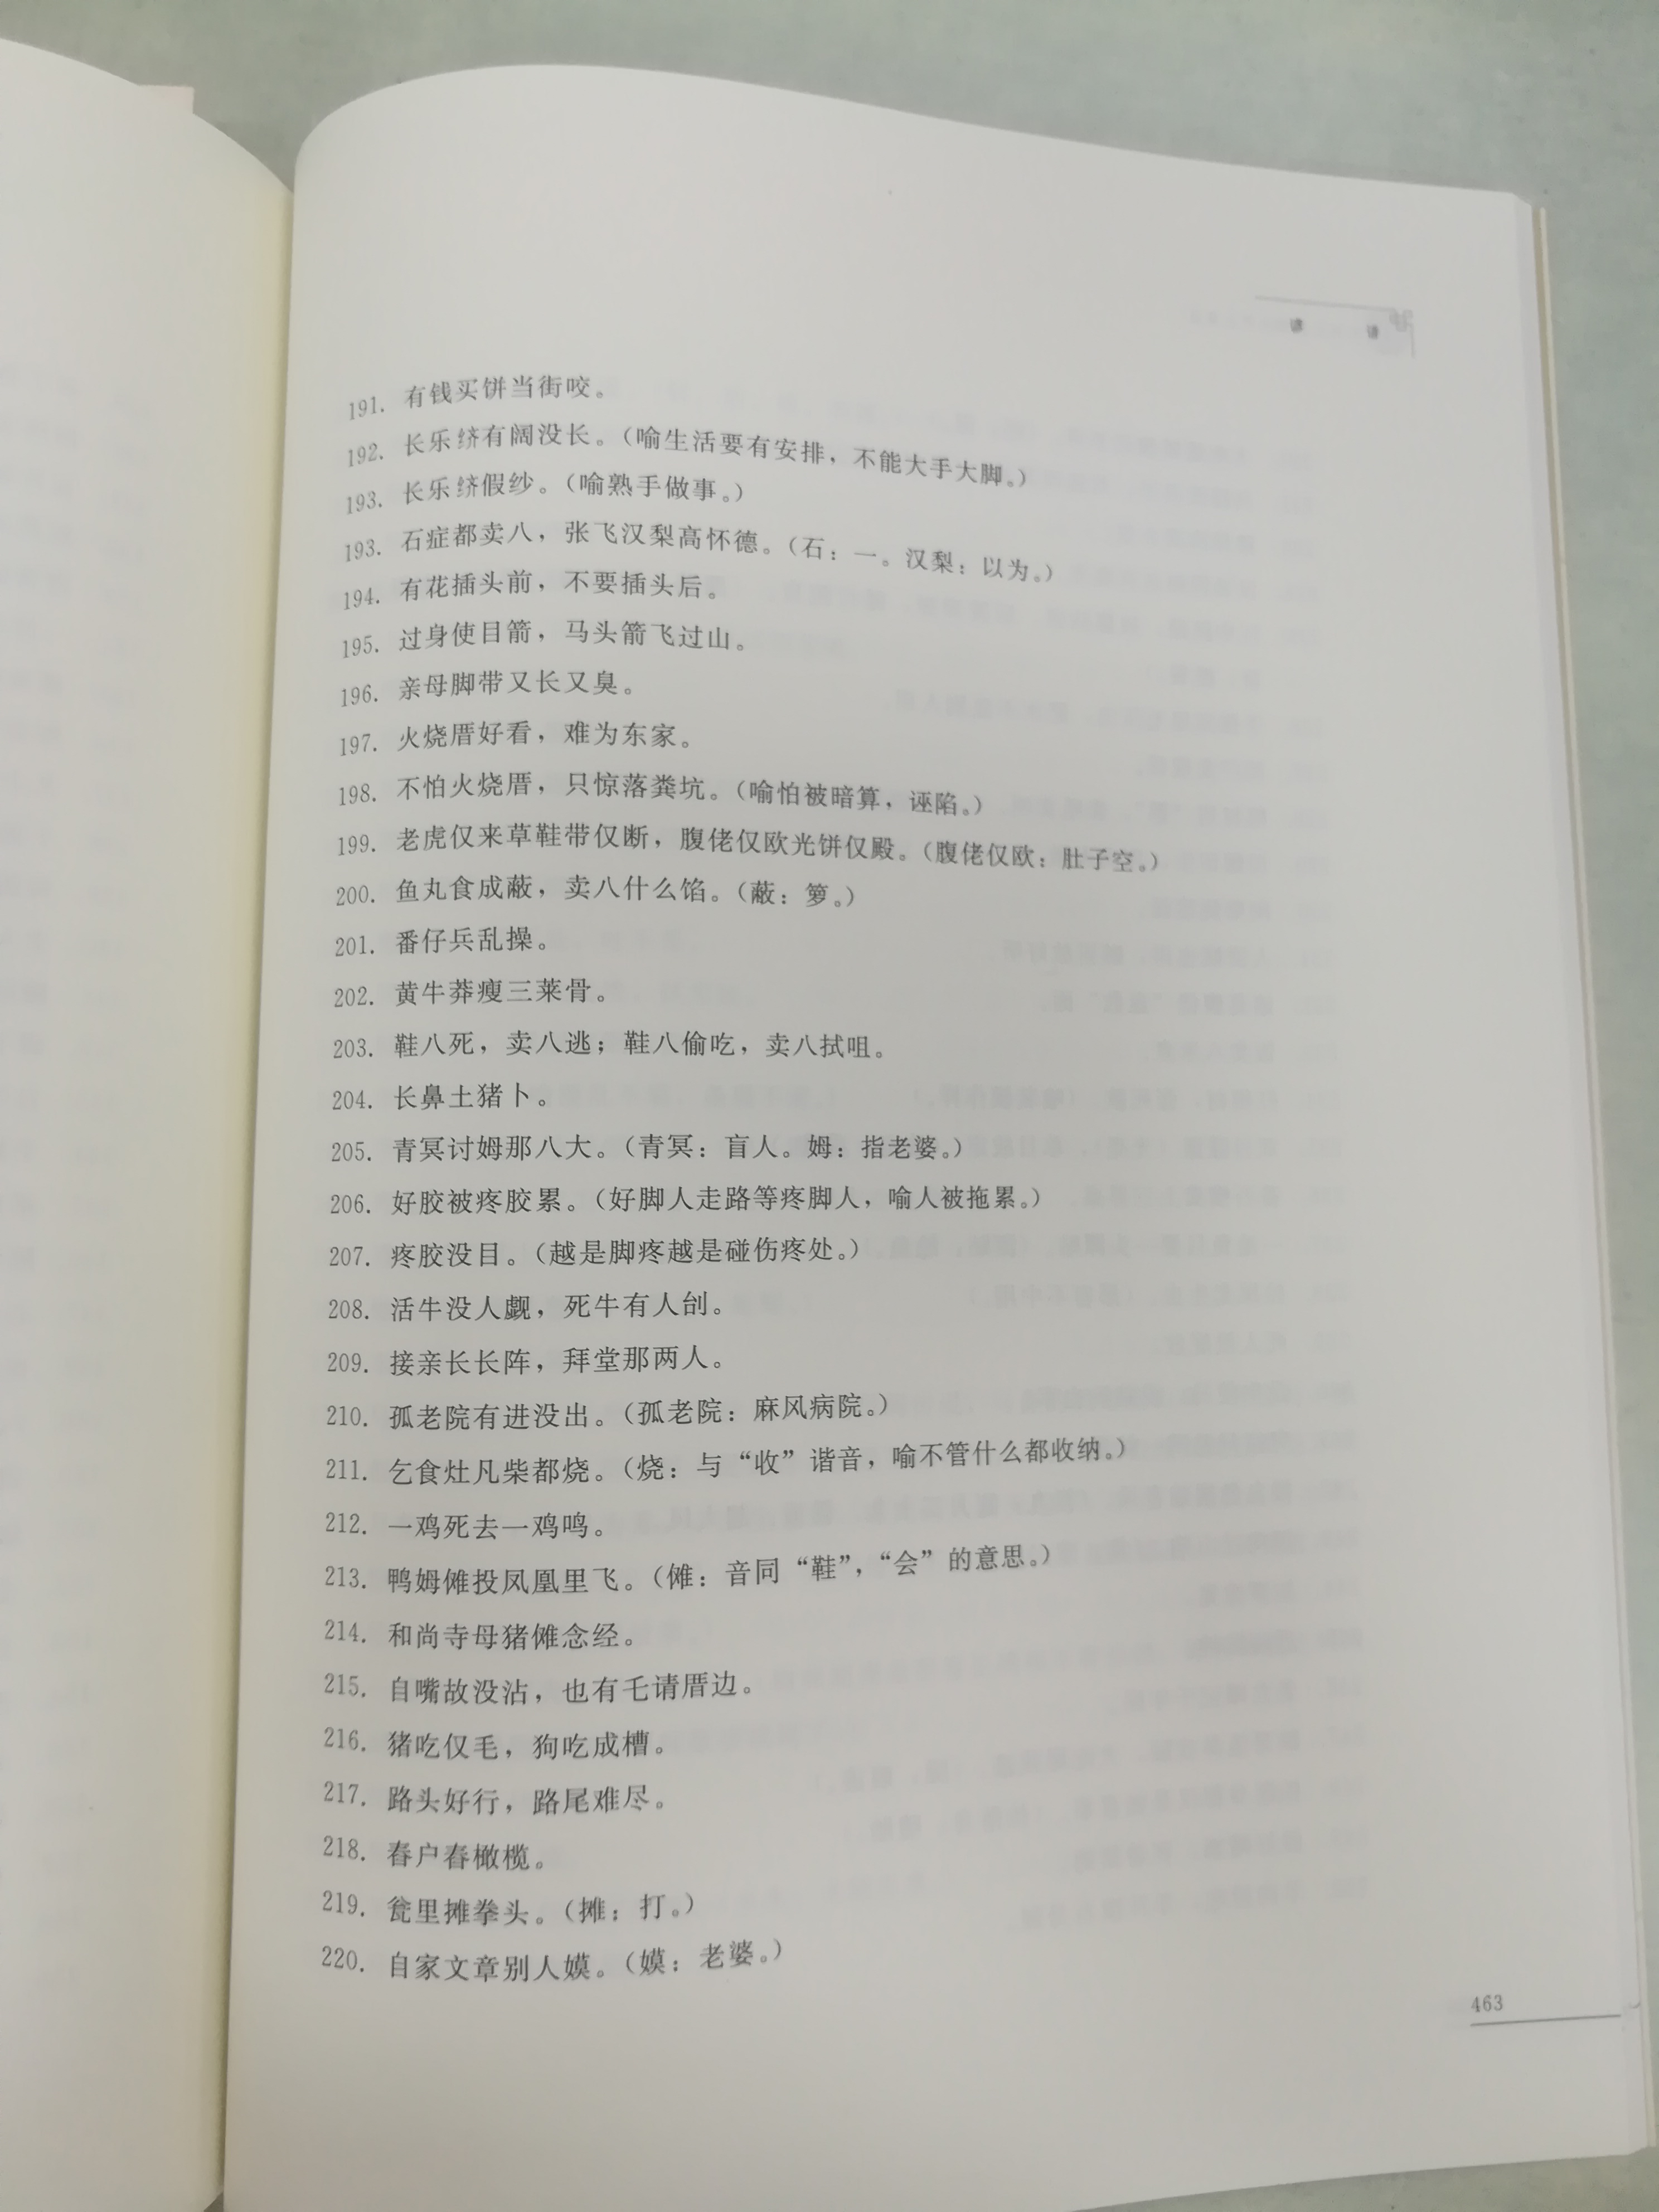 191. 有钱买饼当街咬。
192. 长乐绩有阔没长。（喻生活要有安排，不能大手大脚。）
193. 长乐绩假纱。（喻熟手做事。）
193. 石症都卖八，张飞汉梨高怀德。（石：一。汉梨：以为。）
194. 有花插头前，不要插头后。
195. 过身使目箭，马头箭飞过山。
196. 亲母脚带又长又臭。
197. 火烧厝好看，难为东家。
198. 不怕火烧厝，只惊落粪坑。（喻怕被暗算，诬陷。）
199. 老虎仅来草鞋带仅断，腹佬仅欧光饼仅殿。（腹佬仅欧：肚子空。）
200. 鱼丸食成蔽，卖八什么馅。（蔽：箩。）
201. 番仔兵乱操。
202. 黄牛莽瘦三莱骨。
203. 鞋八死，卖八逃；鞋八偷吃，卖八拭咀。
204. 长鼻土猪卜。
205. 青冥讨姆那八大。（青冥：盲人。姆：指老婆。）
206. 好胶被疼胶累。（好脚人走路等疼脚人，喻人被拖累。）
207. 疼胶没目。（越是脚疼越是碰伤疼处。）
208. 活牛没人觑，死牛有人刣。
209. 接亲长长阵，拜堂那两人。
210. 孤老院有进没出。（孤老院：麻风病院。）
211. 乞食灶凡柴都烧。（烧：与“收”谐音，喻不管什么都收纳。）
212. 一鸡死去一鸡鸣。
213. 鸭姆傩投凤凰里飞。（傩：音同“鞋”，“会”的意思。）
214. 和尚寺母猪傩念经。
215. 自嘴故没沾，也有乇请厝边。
216. 猪吃仅毛，狗吃成槽。
217. 路头好行，路尾难尽。
218. 春户春橄榄。
219. 瓮里摊拳头。（摊：打。）
220. 自家文章别人嫫。（嫫：老婆。）
463